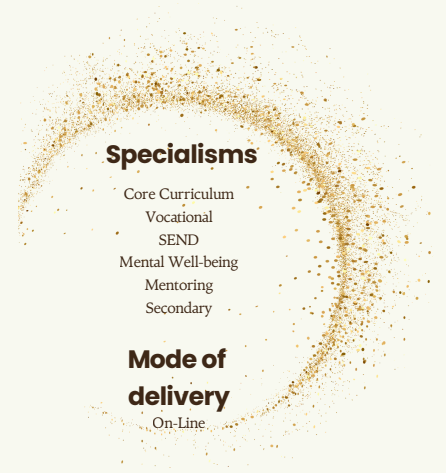 Specialisms
Core Curriculum
Vocational
SEND
Mental Well-being
Mentoring
Secondary
Mode of
delivery
On-Line